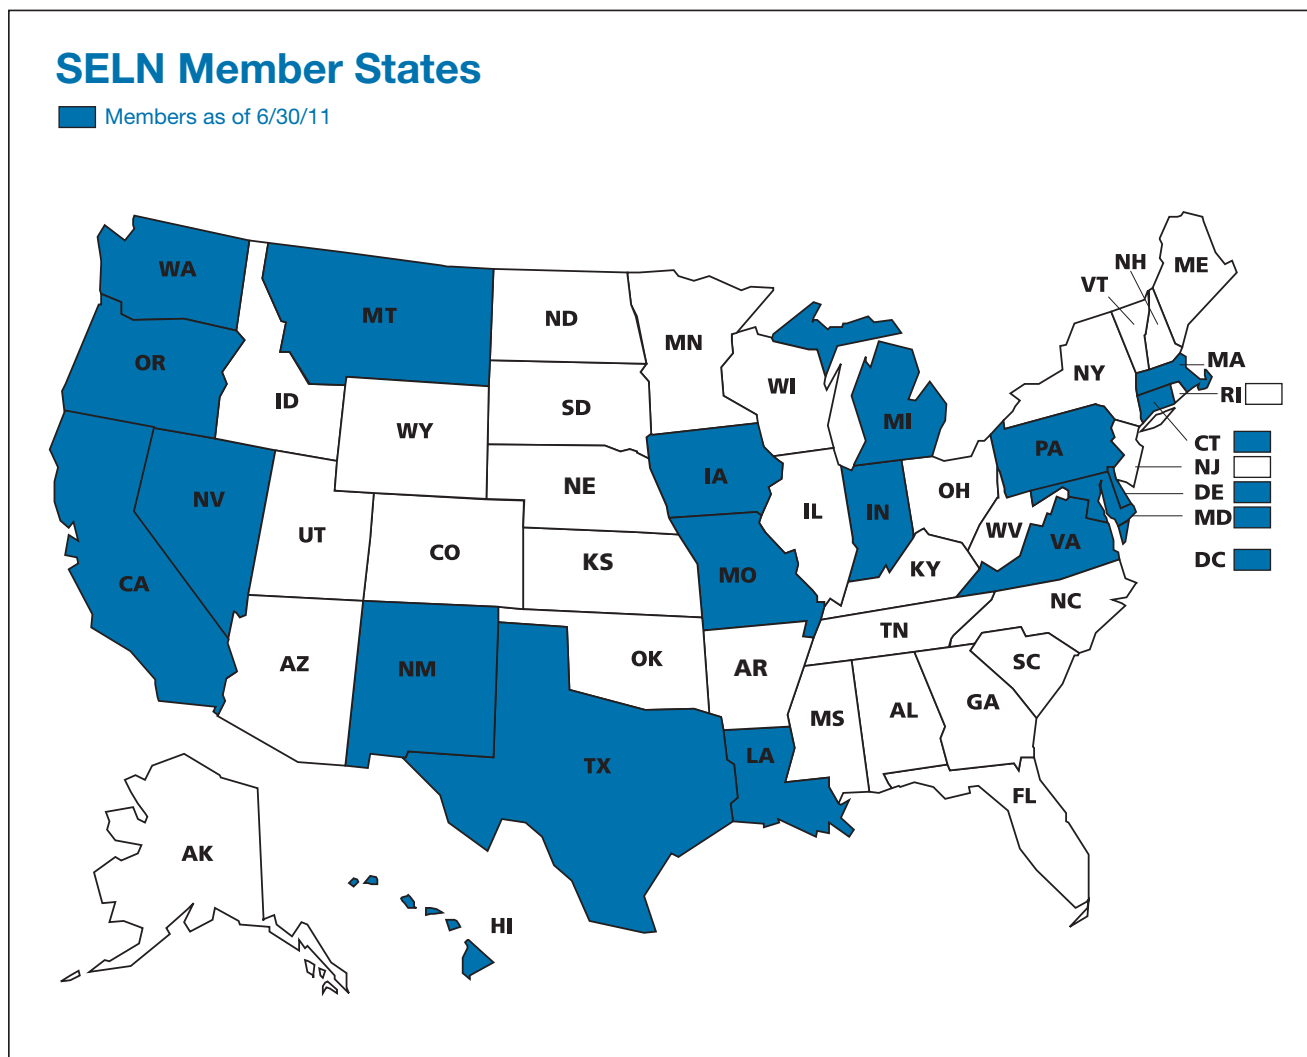 SELN Member States
Members as of 6/30/11
WA
MT
ND
MN
NH
ME
VT
OR
ID
WY
SD
WI
MI
NY
MA
RI
CT
NJ
DE
MD
DC
PA
NV
UT
CO
NE
IA
IL
IN
OH
WV
VA
CA
KS
MO
KY
NC
AZ
NM
OK
AR
TN
SC
MS
AL
GA
TX
LA
FL
AK
HI